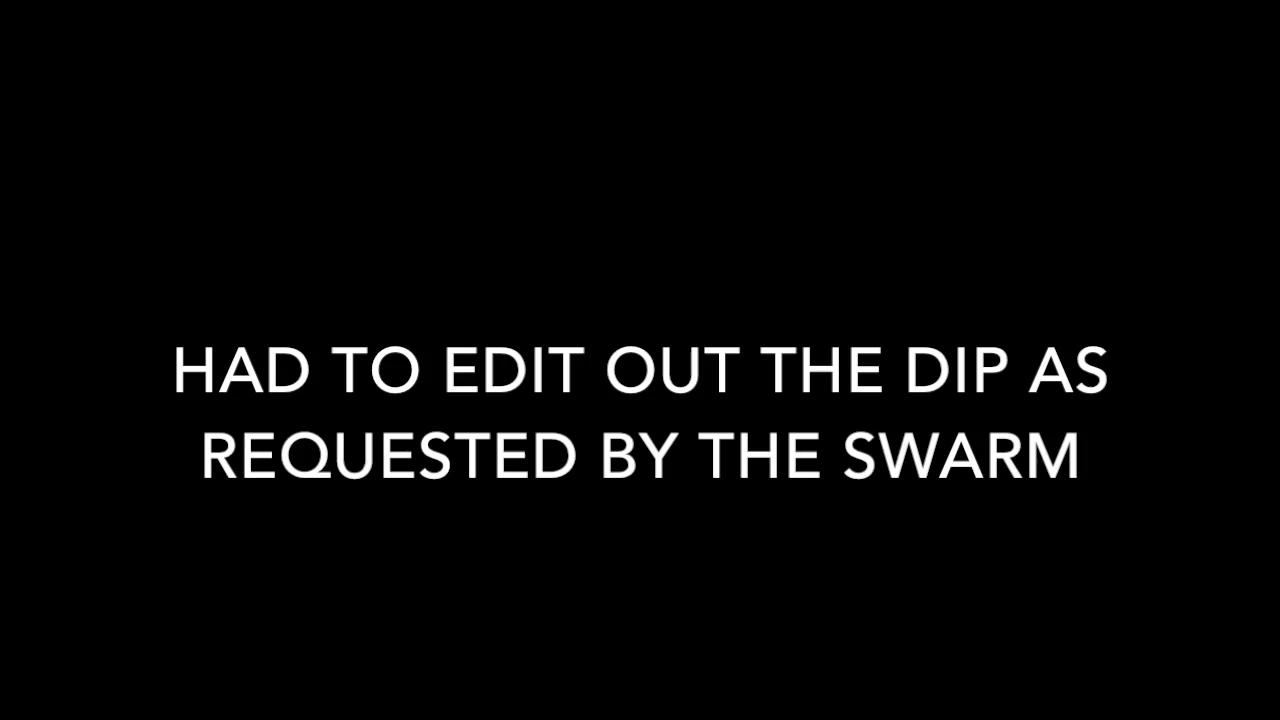 HAD TO EDIT OUT THE DIP AS
REQUESTED BY THE SWARM